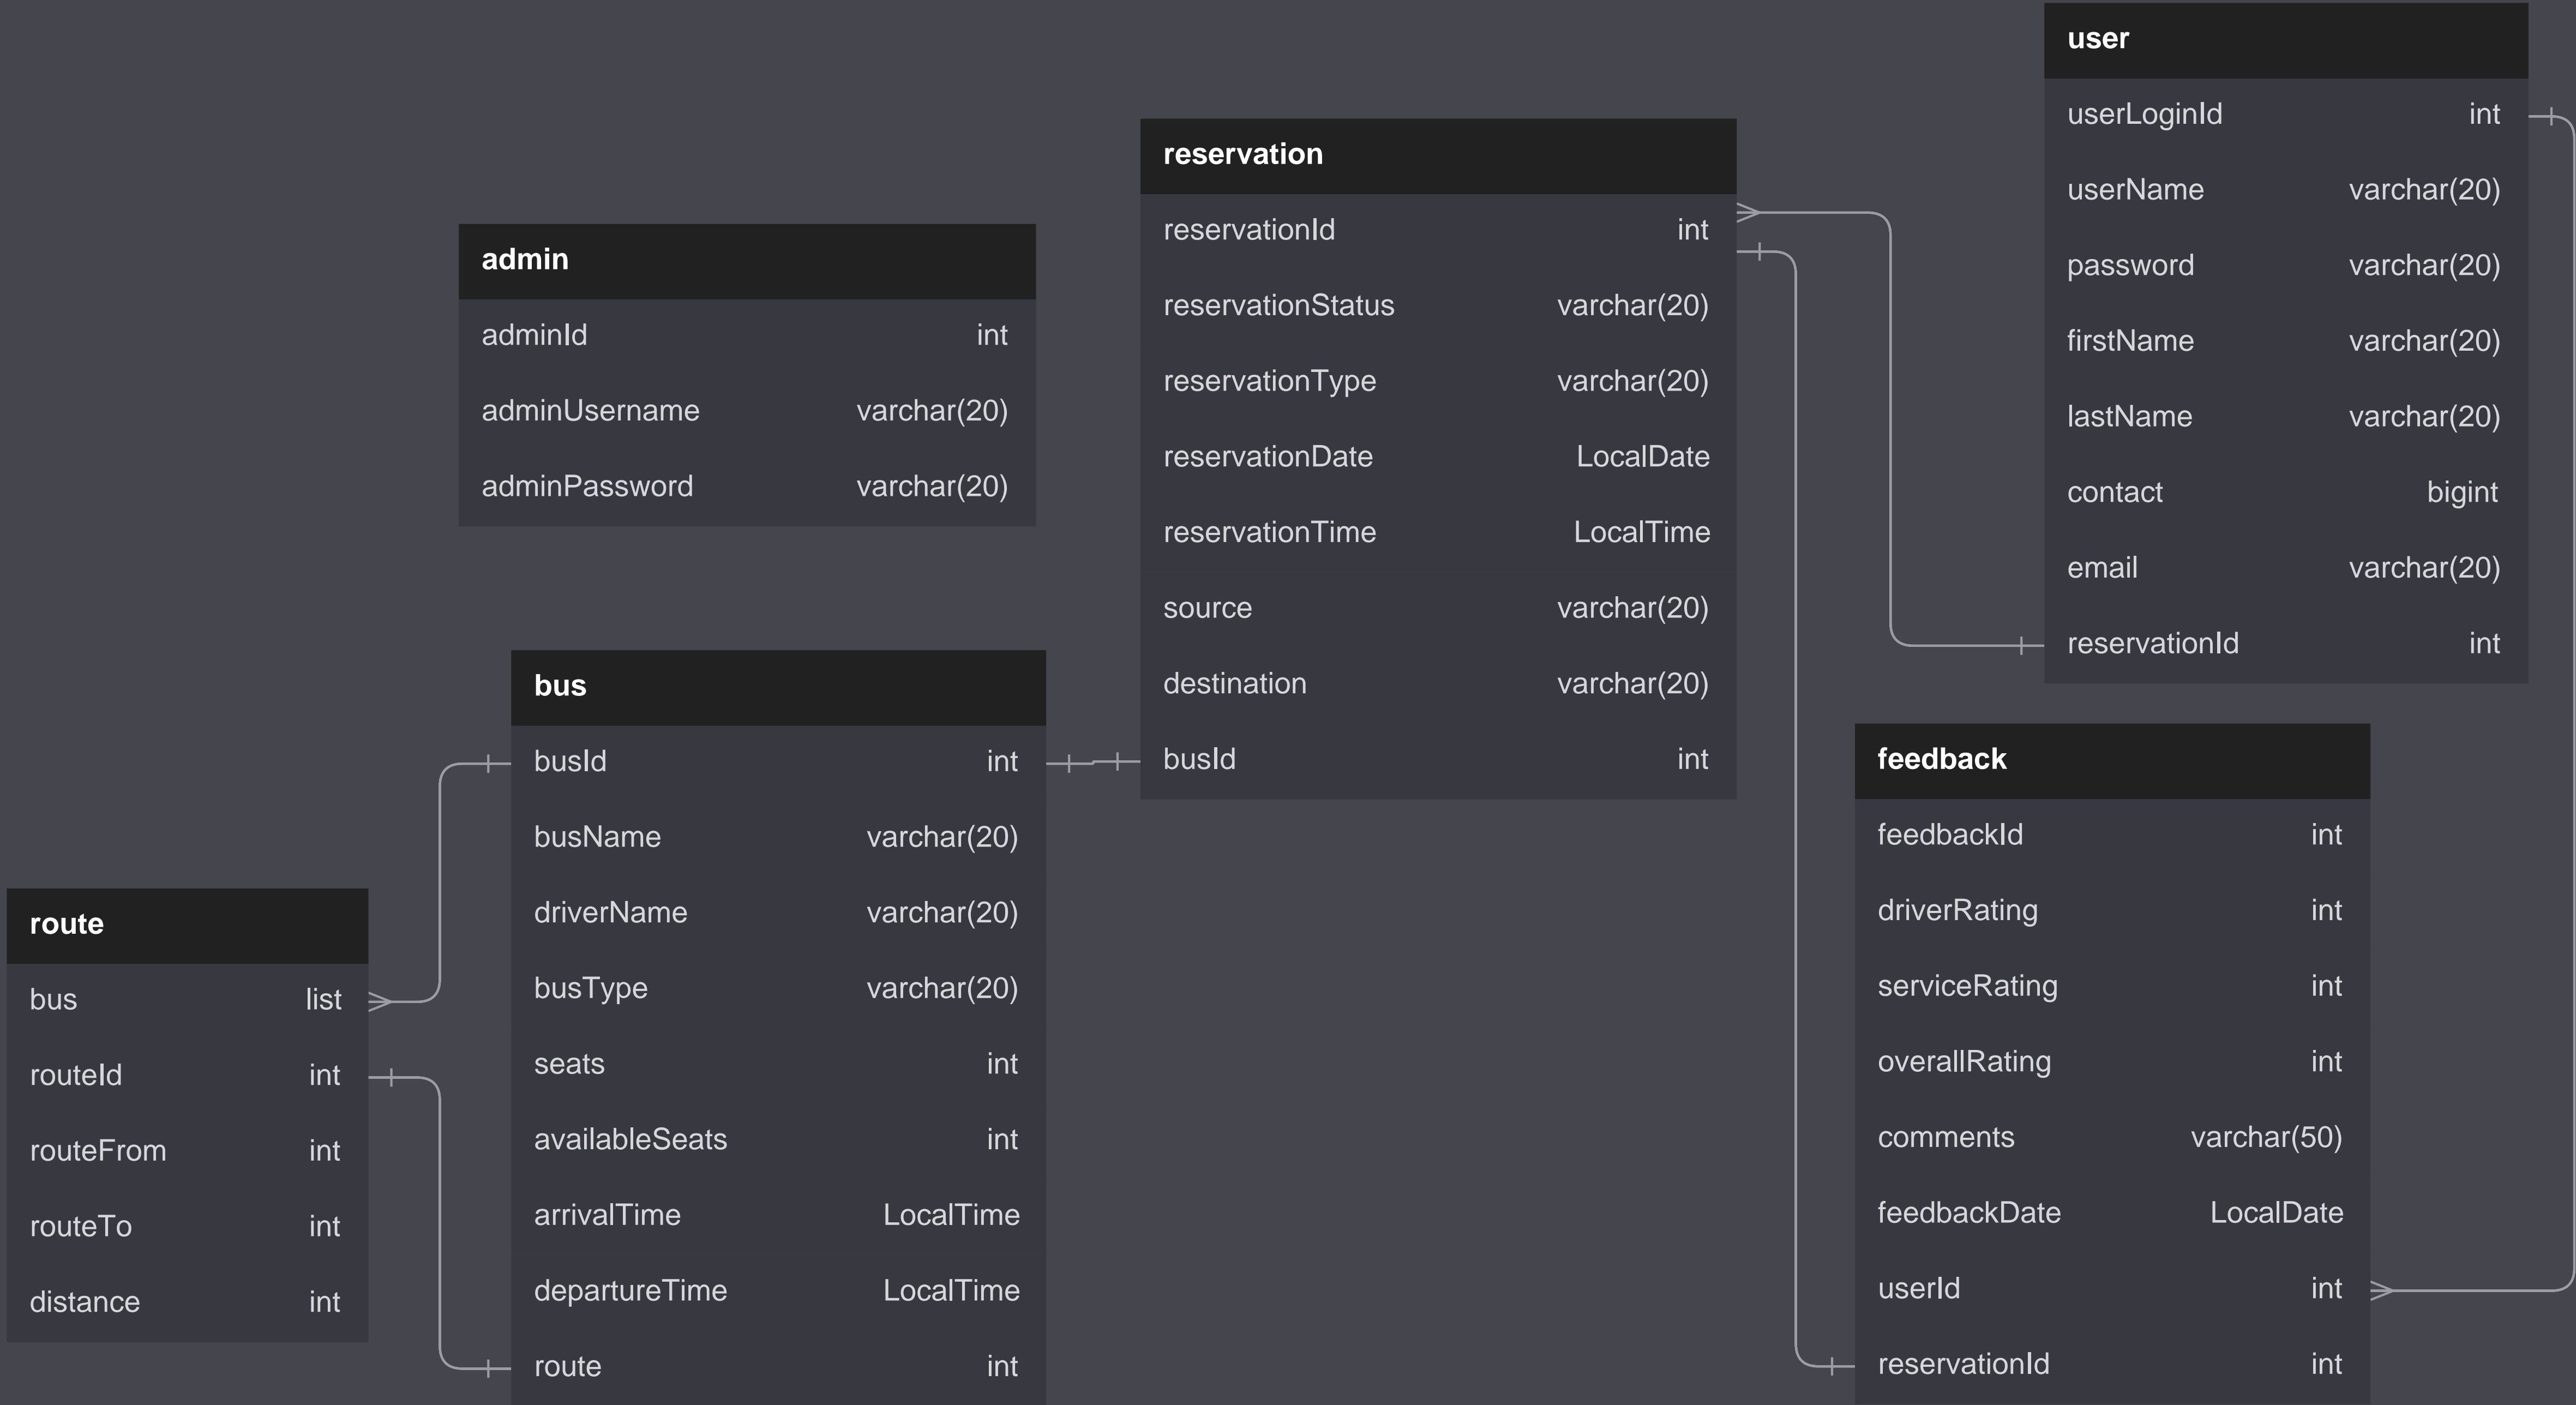 user
userLoginId int
userName varchar(20)
password varchar(20)
firstName varchar(20)
lastName varchar(20)
contact bigint
email varchar(20)
reservationId int
reservation
reservationId int
reservationStatus varchar(20)
reservationType varchar(20)
reservationDate LocalDate
reservationTime LocalTime
source varchar(20)
destination varchar(20)
busId int
admin
adminId int
adminUsername varchar(20)
adminPassword varchar(20)
bus
busId int
busName varchar(20)
driverName varchar(20)
busType varchar(20)
seats int
availableSeats int
arrivalTime LocalTime
departureTime LocalTime
route int
feedback
feedbackId int
driverRating int
serviceRating int
overallRating int
comments varchar(50)
feedbackDate LocalDate
userId int
reservationId int
route
bus list
routeId int
routeFrom int
routeTo int
distance int